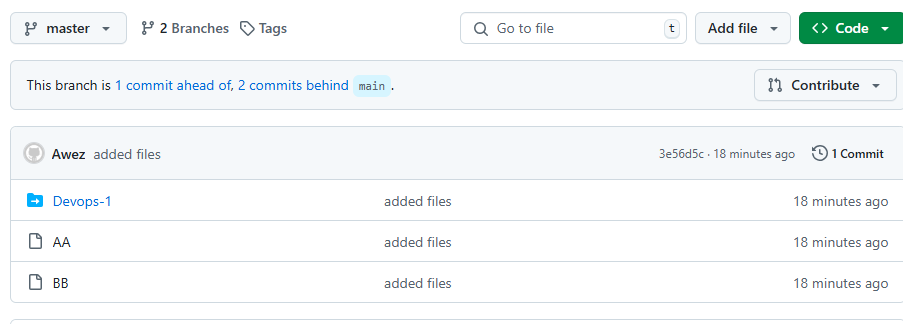 master 2 Branches Tags Go to file t Add file Code
This branch is 1 commit ahead of, 2 commits behind main .
Contribute
Awez added files 3e56d5c · 18 minutes ago 1 Commit
Devops-1 added files 18 minutes ago
AA added files 18 minutes ago
BB added files 18 minutes ago